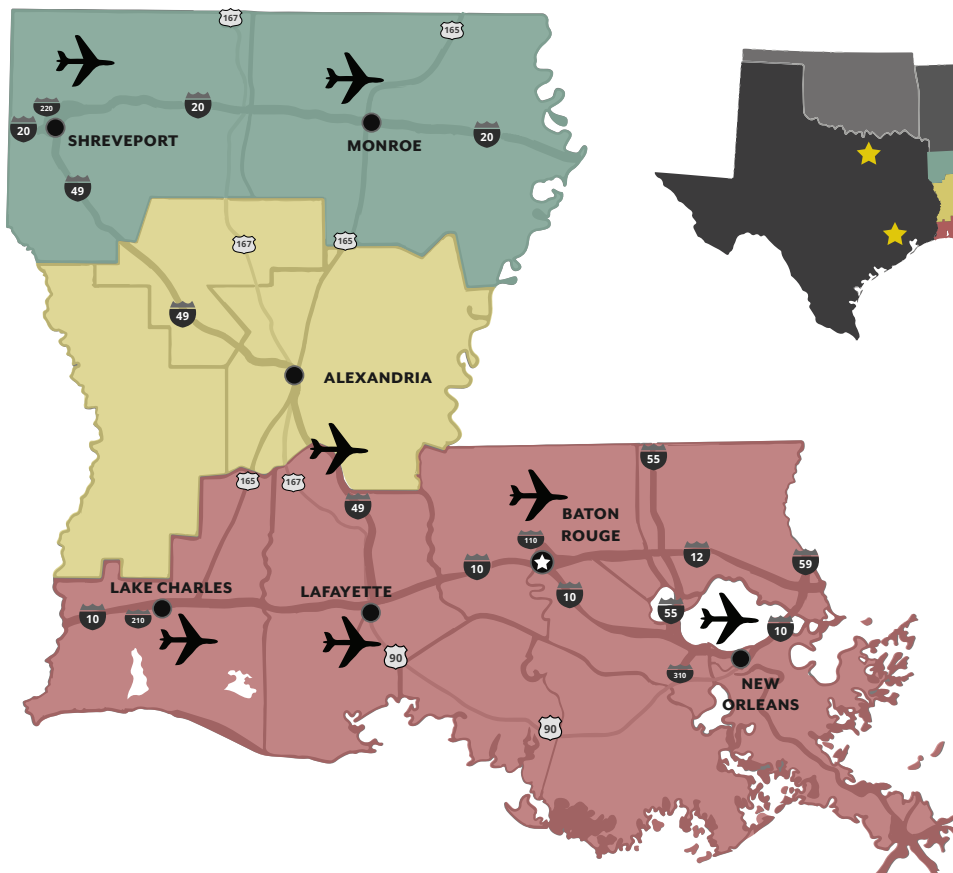 167
165
220
20
20
20
SHREVEPORT
MONROE
49
167
165
49
ALEXANDRIA
55
165
167
49
BATON
ROUGE
110
10
12
59
LAKE CHARLES
LAFAYETTE
10
10
210
55
10
90
310
NEW
ORLEANS
90